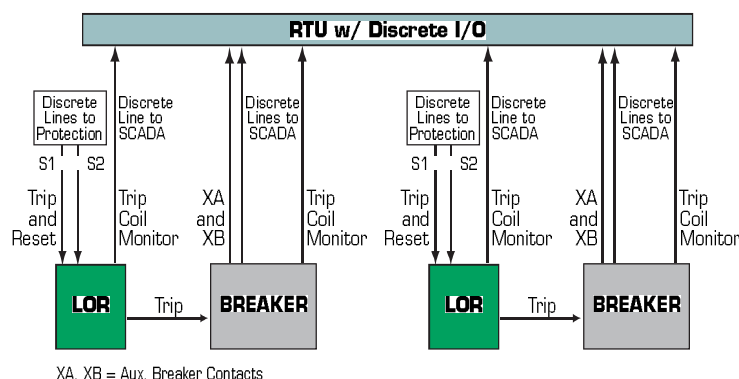 RTU w/ Discrete I/O
Discrete
Lines to
Protection
Discrete
Line to
SCADA
S1 S2
Trip
and
Reset
Trip
Coil
Monitor
Discrete
Lines to
SCADA
XA
and
XB
Trip
Coil
Monitor
LOR
Trip
BREAKER
Discrete
Lines to
Protection
Discrete
Line to
SCADA
S1 S2
Trip
and
Reset
Trip
Coil
Monitor
Discrete
Lines to
SCADA
XA
and
XB
Trip
Coil
Monitor
LOR
Trip
BREAKER
XA, XB = Aux. Breaker Contacts